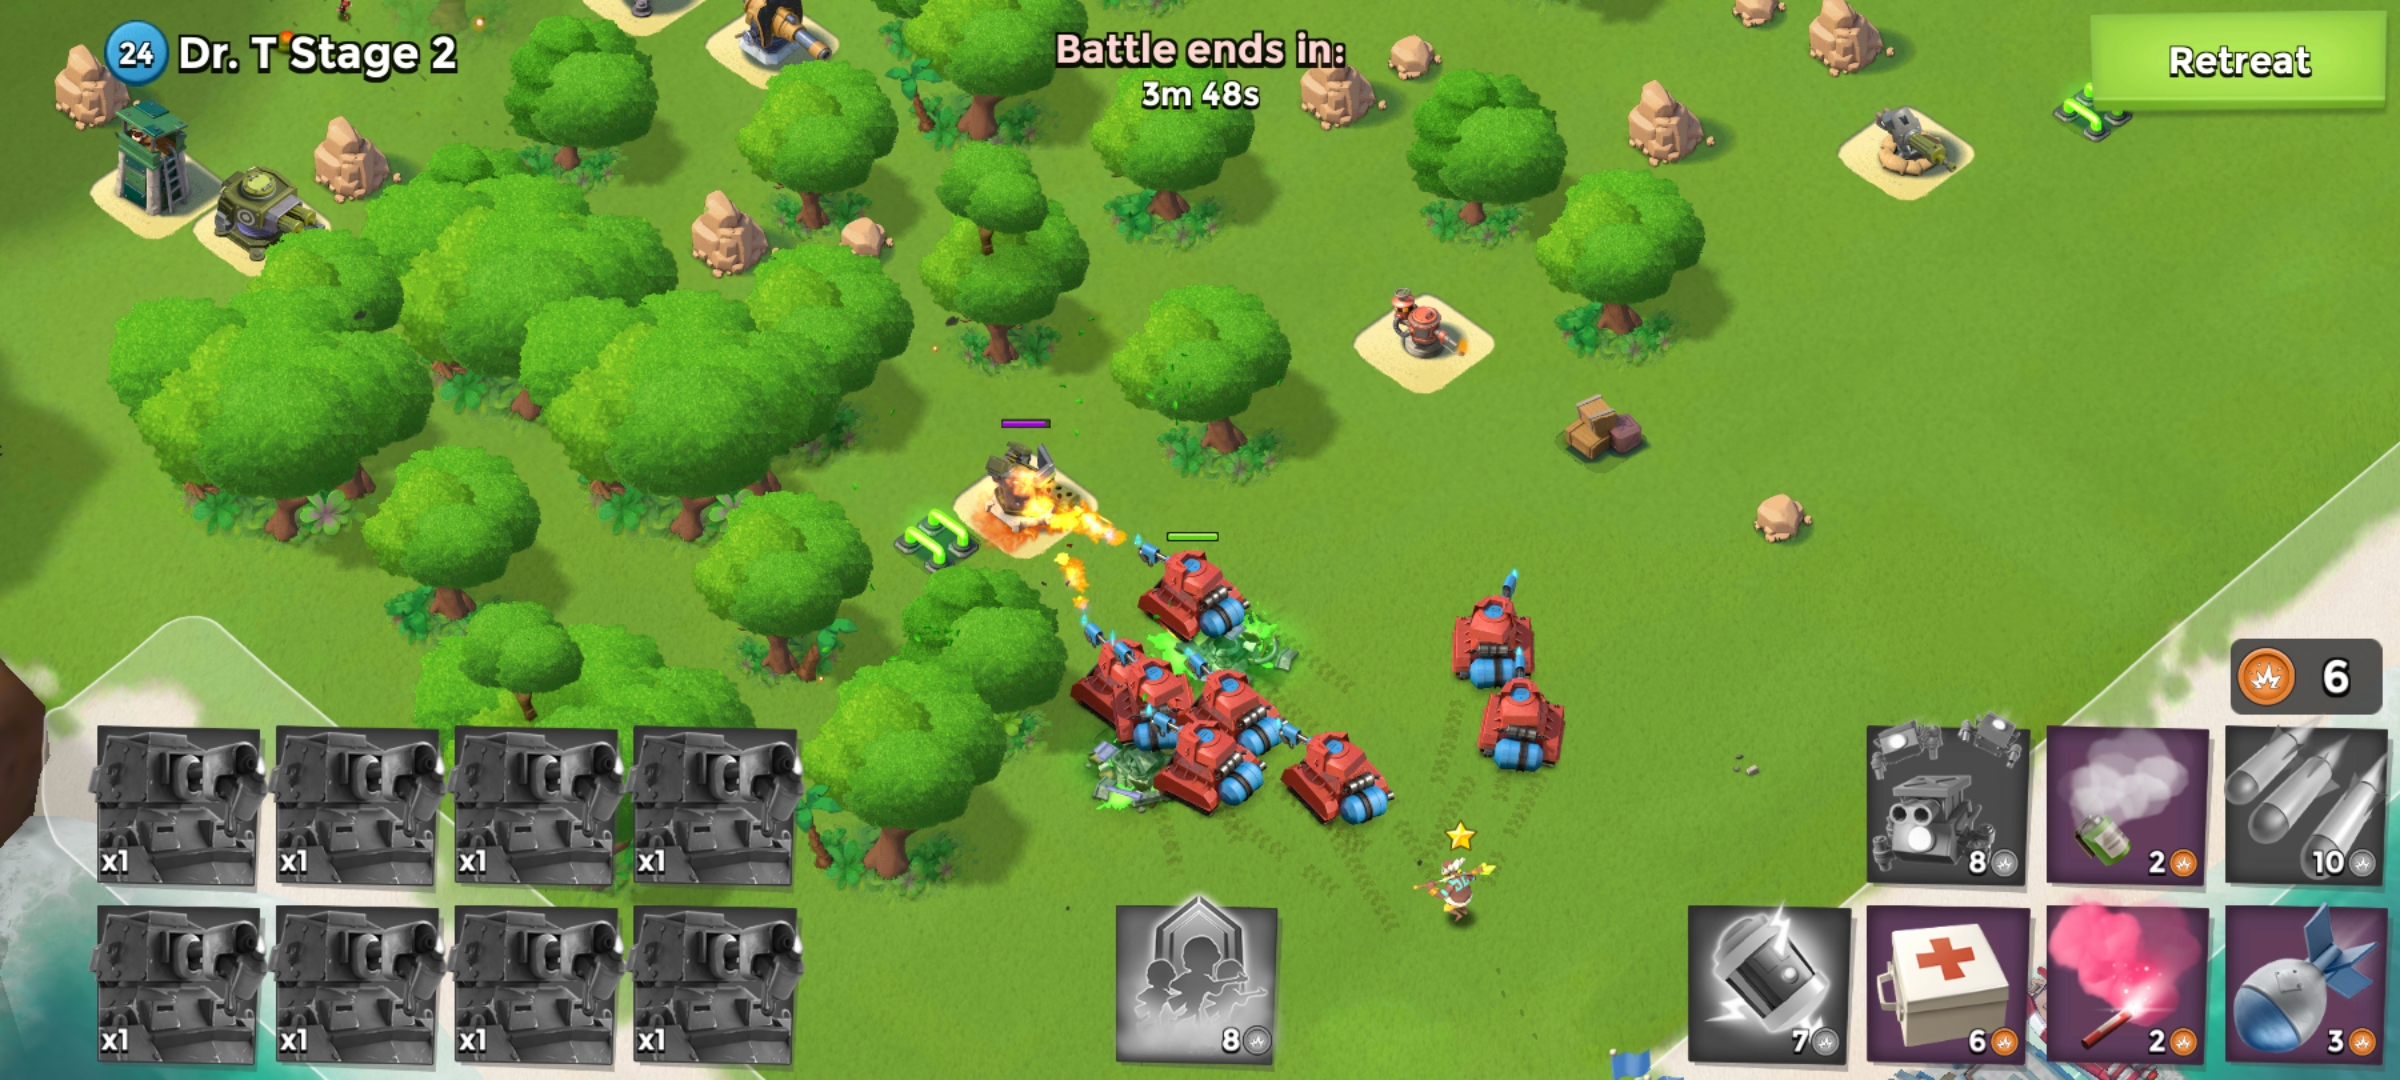 24 Dr. T Stage 2
Battle ends in:
3m 48s
Retreat
6
x1 x1 x1 x1
8 2 10
x1 x1 x1 x1
8
7 6 2 3